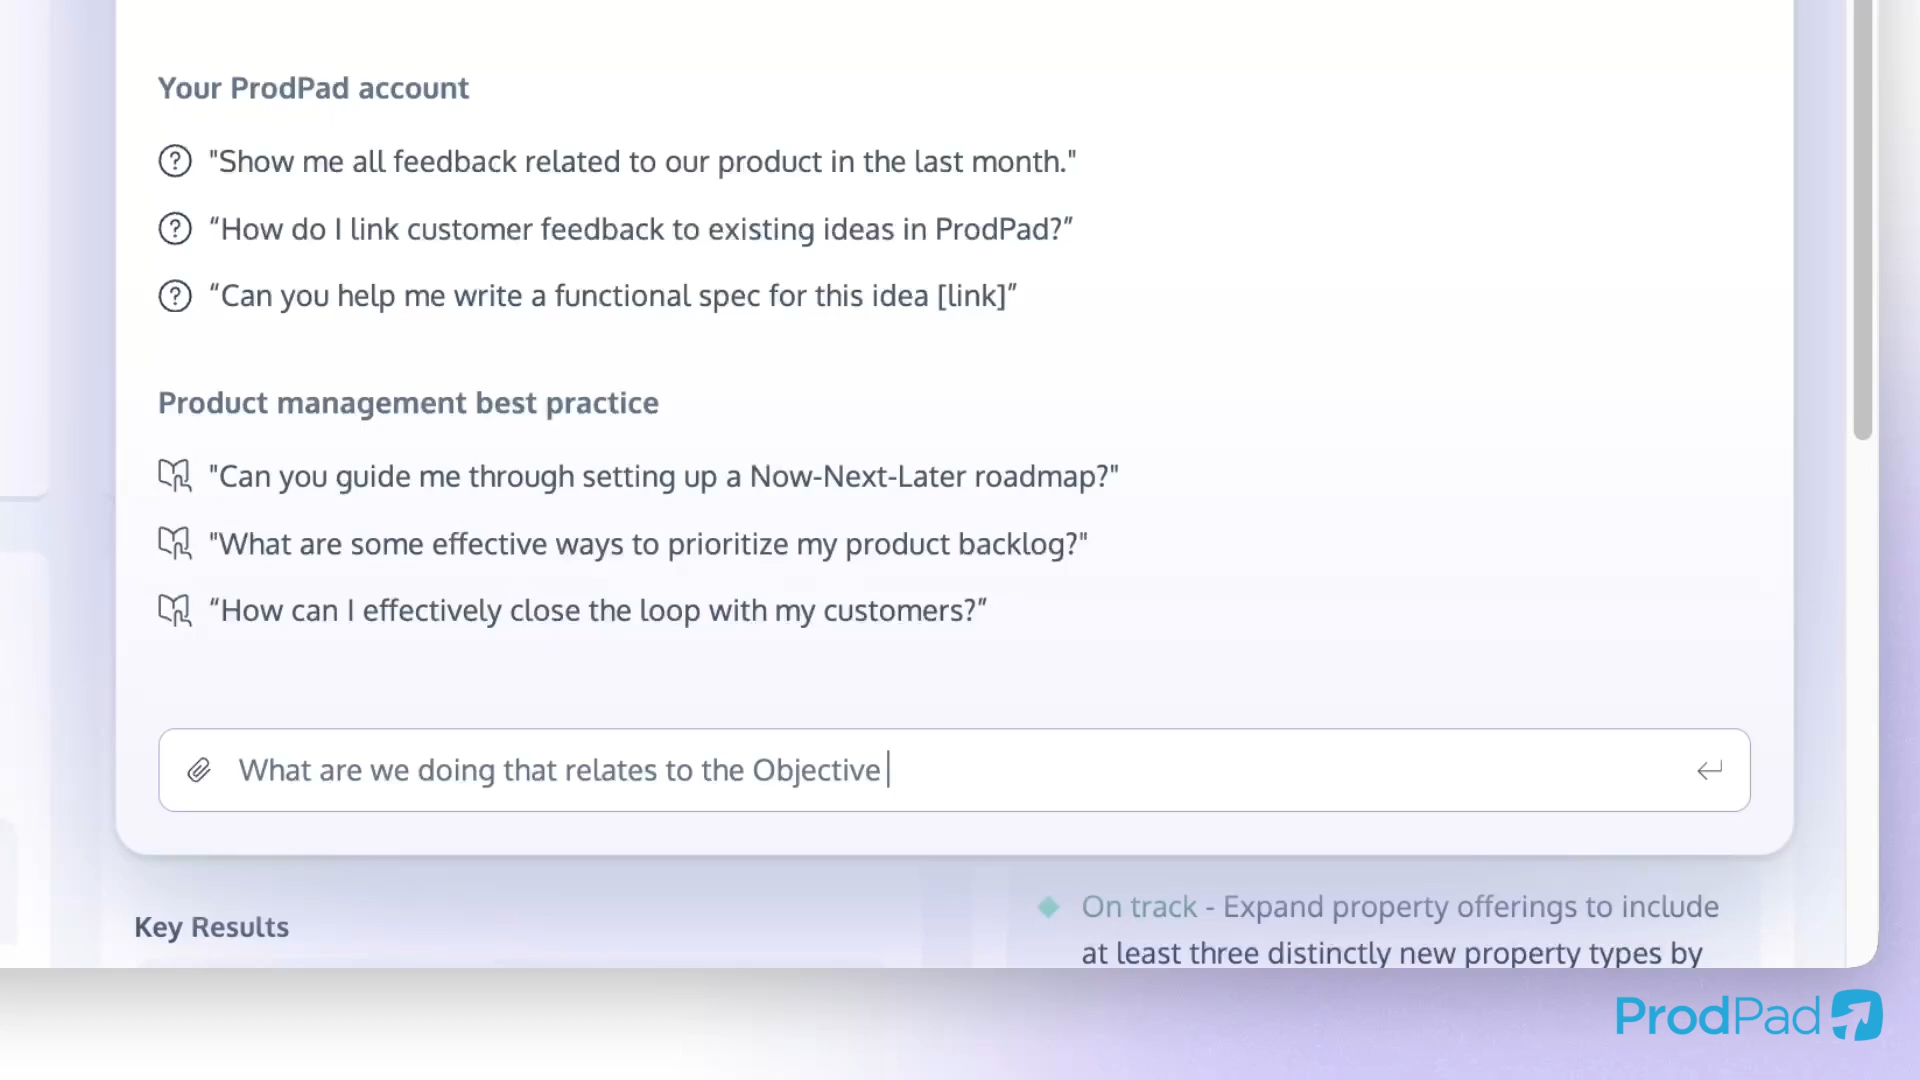 Your ProdPad account
"Show me all feedback related to our product in the last month."
“How do I link customer feedback to existing ideas in ProdPad?”
“Can you help me write a functional spec for this idea [link]”
Product management best practice
"Can you guide me through setting up a Now-Next-Later roadmap?"
"What are some effective ways to prioritize my product backlog?"
“How can I effectively close the loop with my customers?”
What are we doing that relates to the Objective
Key Results
On track - Expand property offerings to include
at least three distinctly new property types by
ProdPad